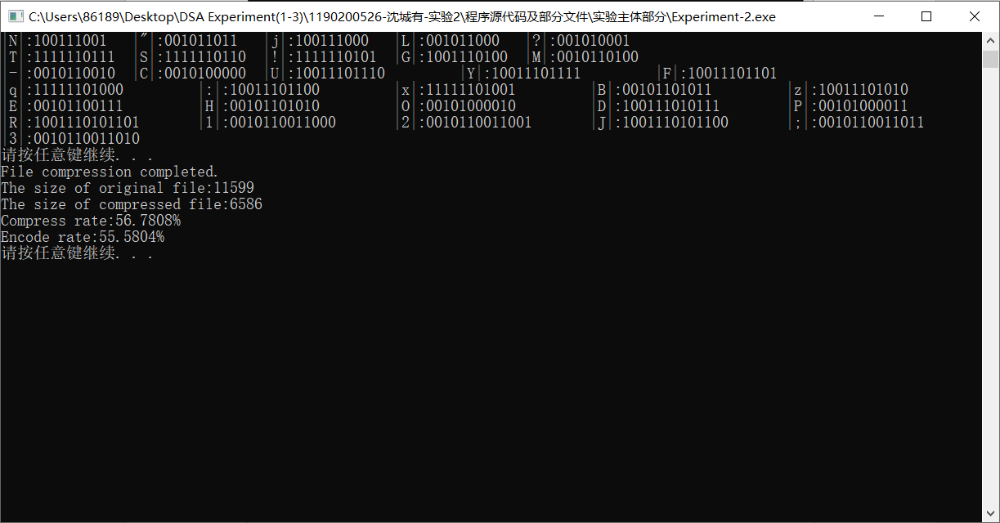 C:\Users\86189\Desktop\DSA Experiment(1-3)\1190200526-沈城有-实验2\程序源代码及部分文件\实验主体部分\Experiment-2.exe
|N|:100111001 |"|:001011011 |j|:100111000 |L|:001011000 |?|:001010001
|T|:1111110111 |S|:1111110110 |!|:1111110101 |G|:1001110100 |M|:0010110100
|-|:0010110010 |C|:0010100000 |U|:10011101110 |Y|:10011101111 |F|:10011101101
|q|:11111101000 |:|:10011101100 |x|:11111101001 |B|:00101101011 |z|:10011101010
|E|:00101100111 |H|:00101101010 |O|:00101000010 |D|:100111010111 |P|:00101000011
|R|:1001110101101 |1|:0010110011000 |2|:0010110011001 |J|:1001110101100 |;|:0010110011011
|3|:0010110011010
请按任意键继续. . .
File compression completed.
The size of original file:11599
The size of compressed file:6586
Compress rate:56.7808%
Encode rate:55.5804%
请按任意键继续. . .